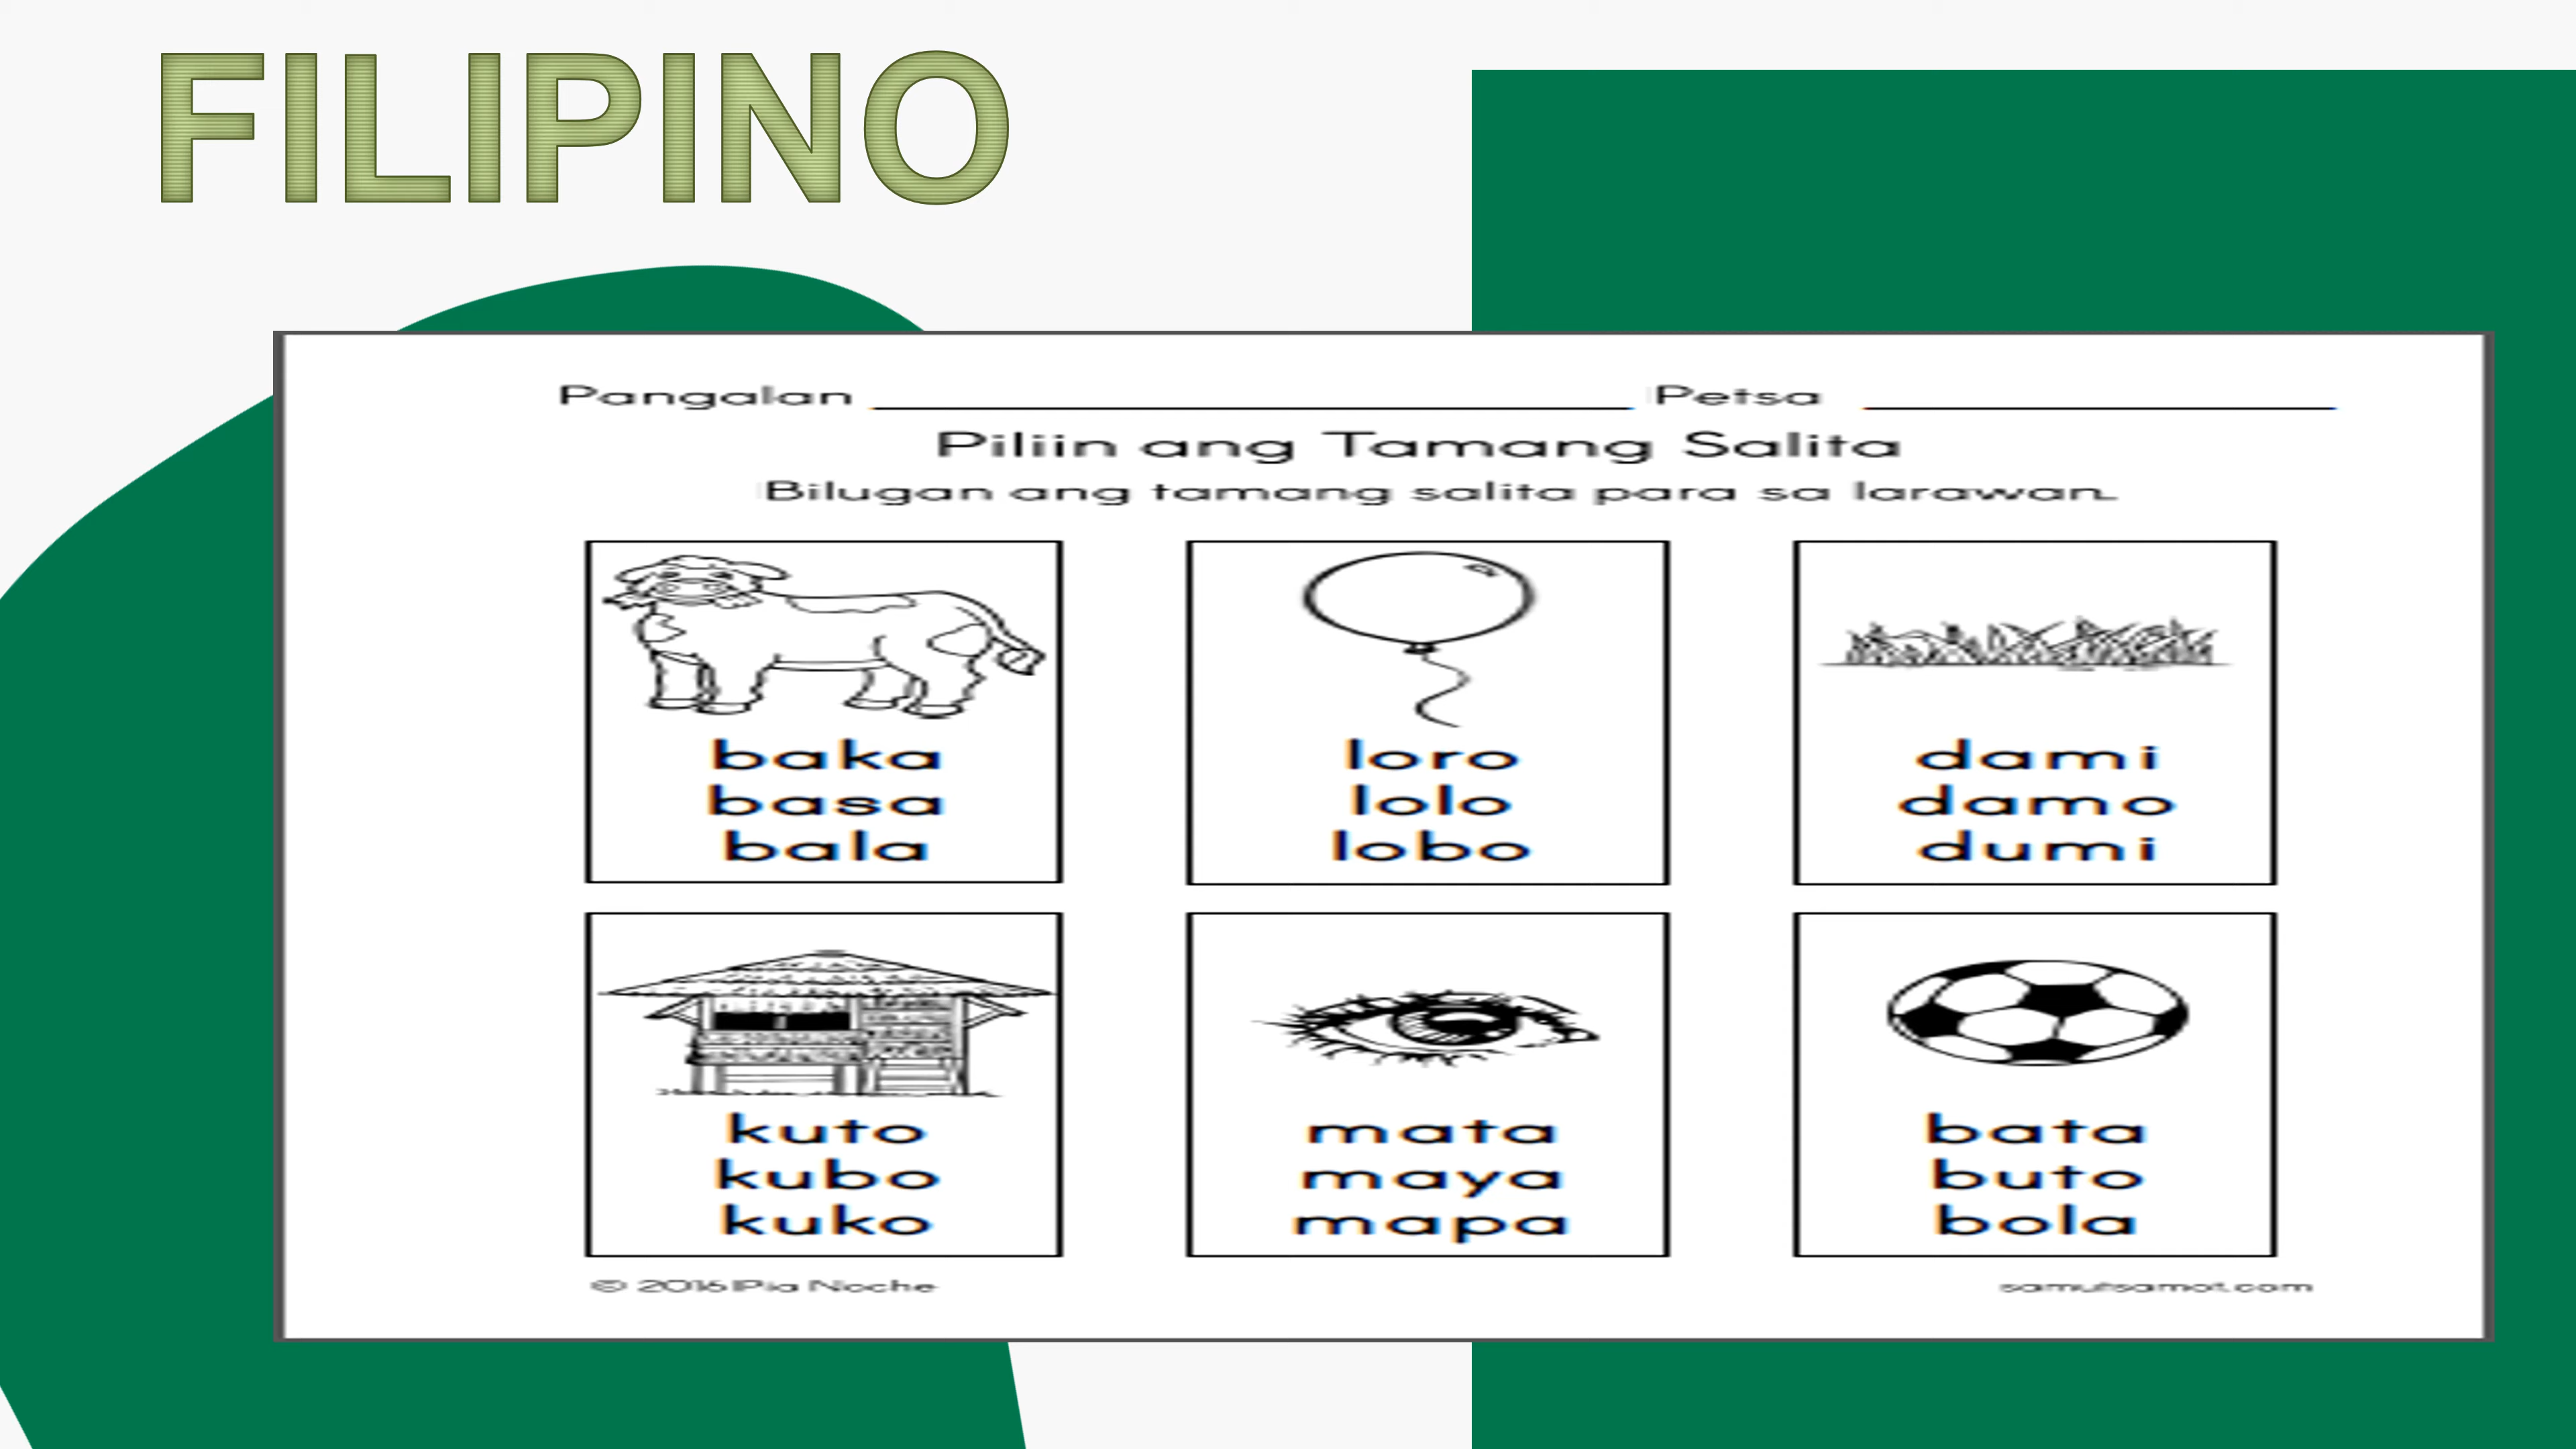 FILIPINO
Pangalan Petsa
Piliin ang Tamang Salita
Bilugan ang tamang salita para sa larawan.
baka
basa
bala
loro
lolo
lobo
dami
damo
dumi
kuto
kubo
kuko
mata
maya
mapa
bata
buto
bola
© 2016 Pia Noche
samutsamot.com